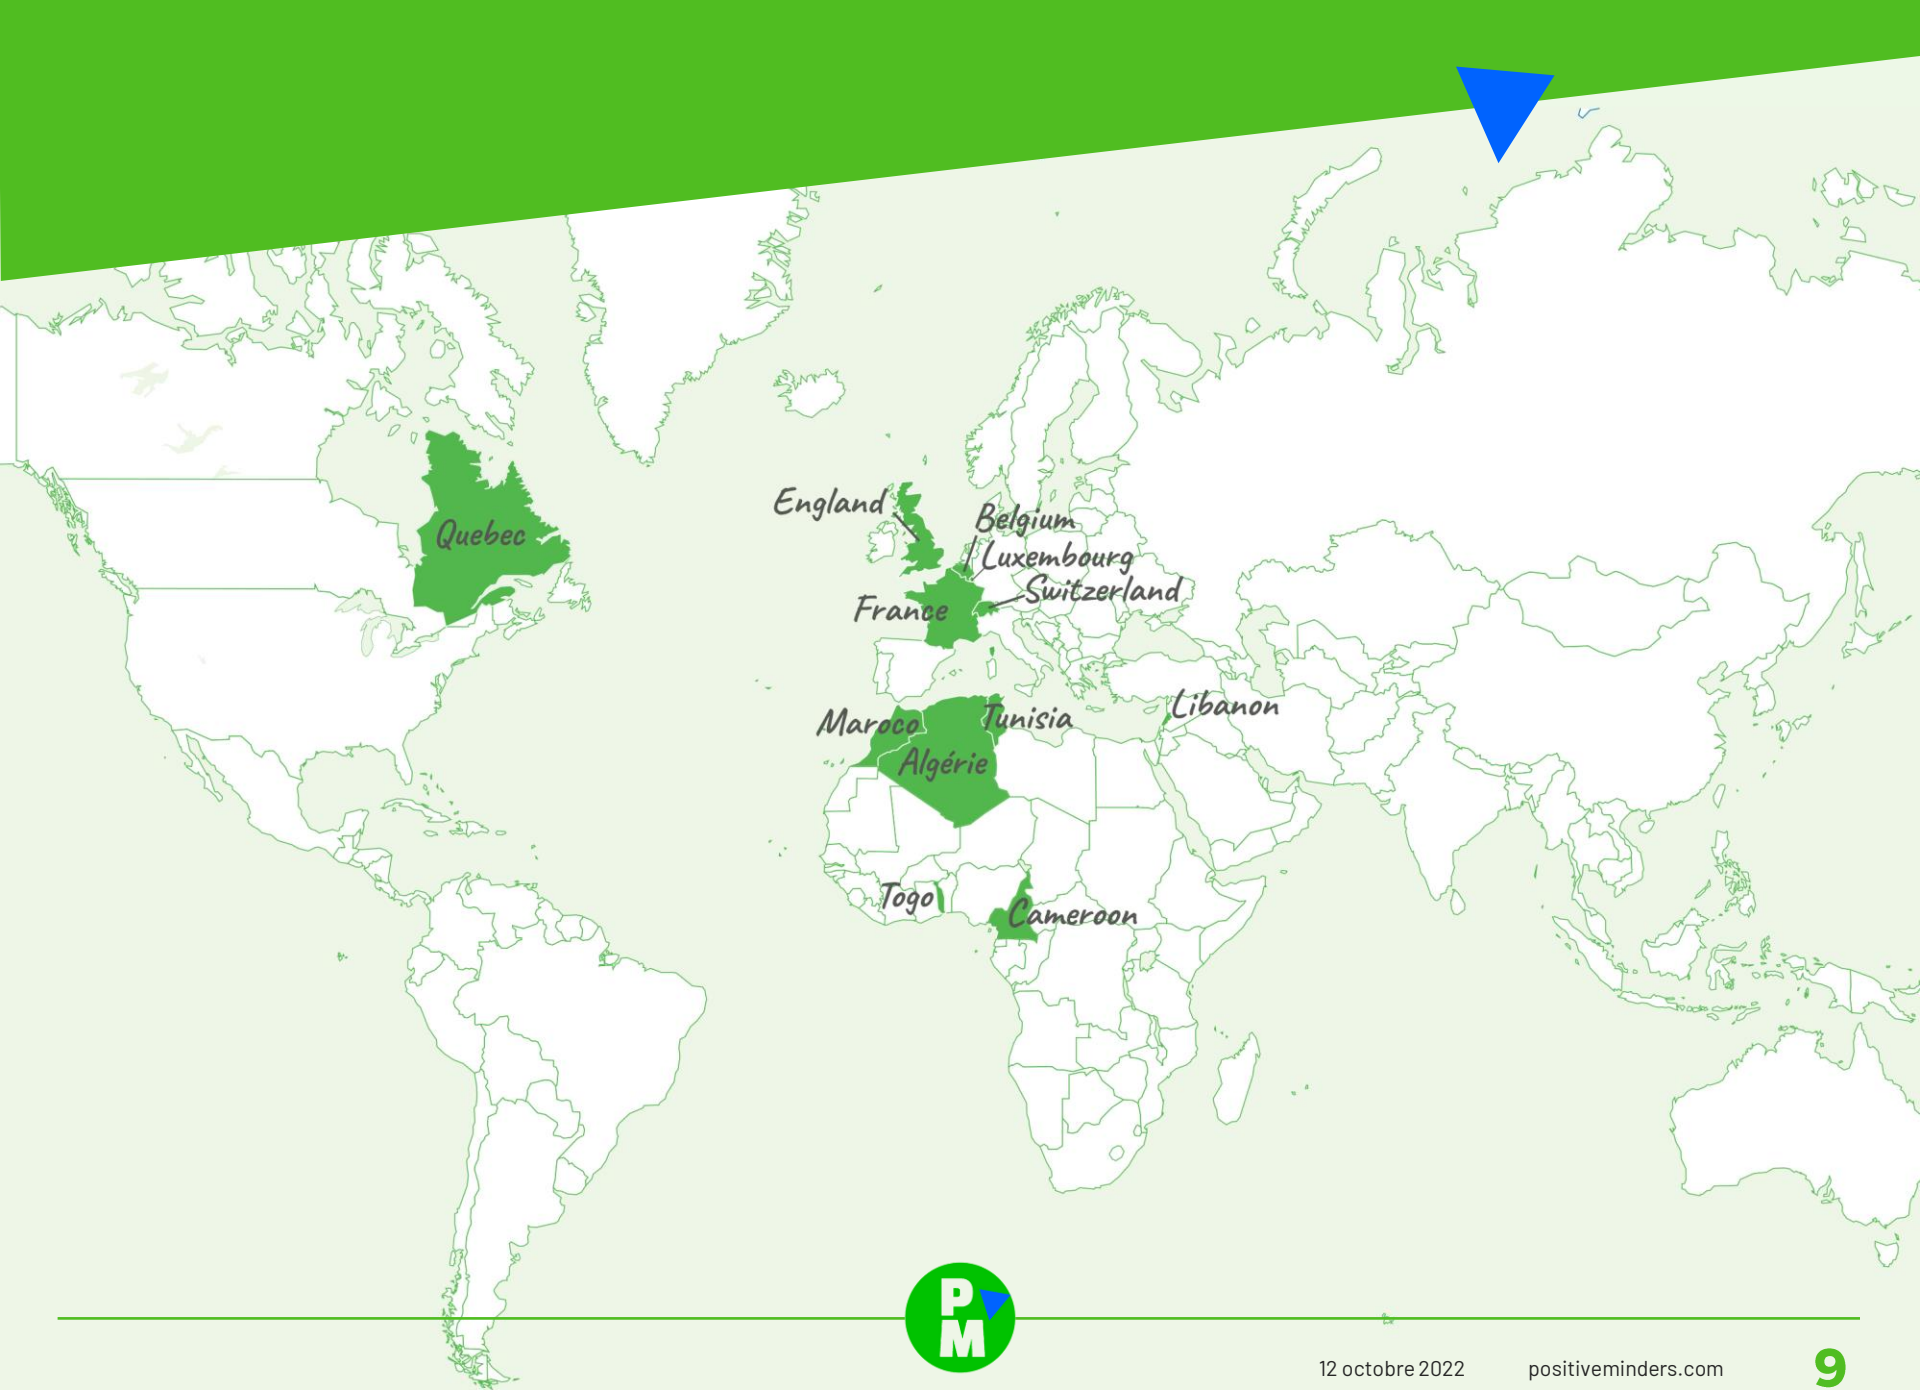 England
Belgium
Quebec
Luxembourg
Switzerland
France
Libanon
Maroco
Tunisia
Algérie
Togo
Cameroon
P
M
12 octobre 2022
positiveminders.com
9